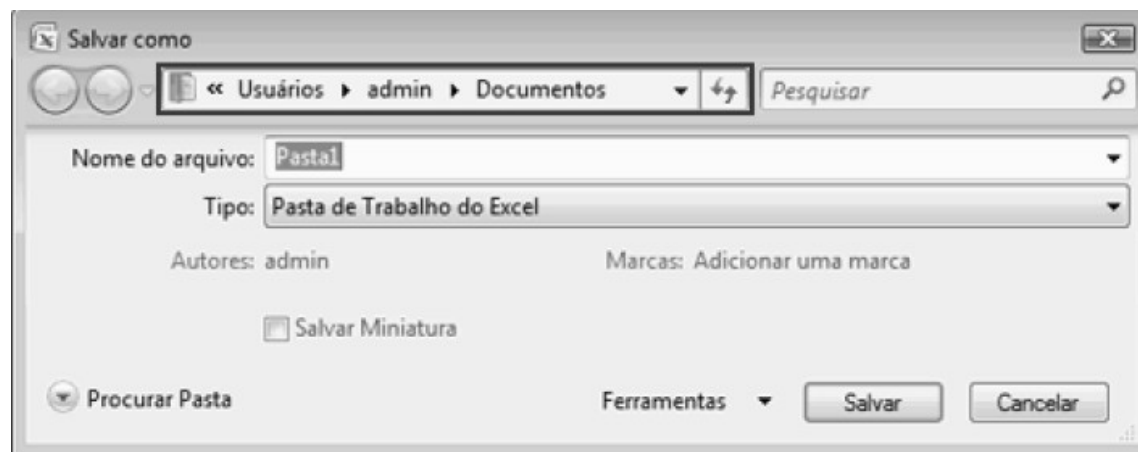 Salvar como
« Usuários ▸ admin ▸ Documentos Pesquisar
Nome do arquivo: Pasta1
Tipo: Pasta de Trabalho do Excel
Autores: admin Marcas: Adicionar uma marca
Salvar Miniatura
Procurar Pasta Ferramentas Salvar Cancelar